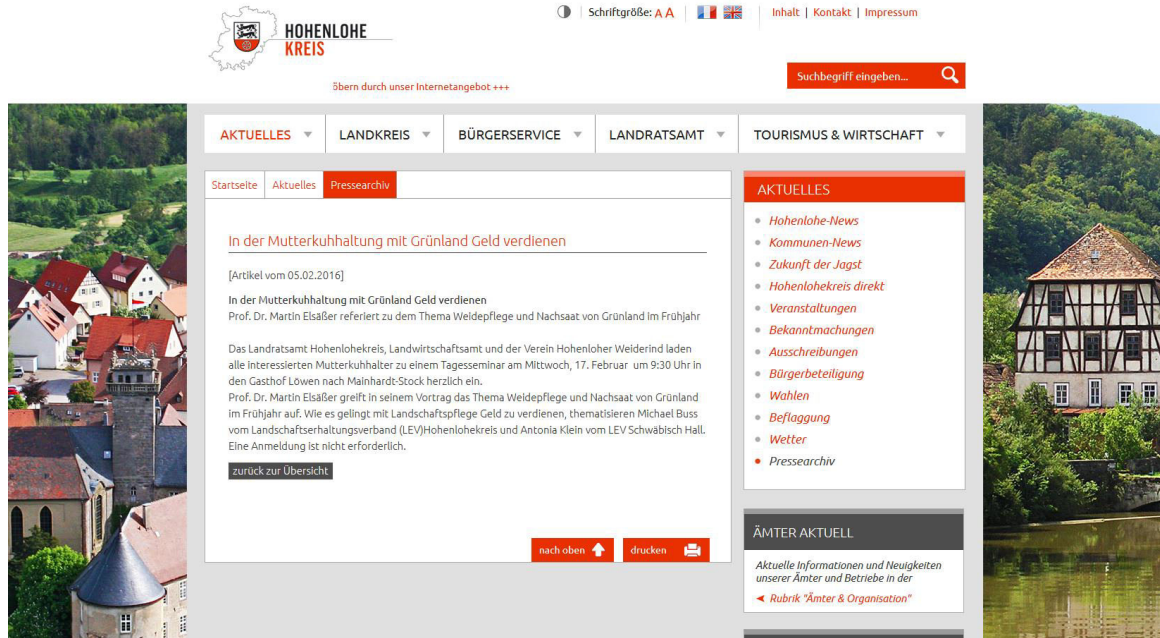 HOHENLOHE
KREIS
Schriftgröße: A A
Inhalt | Kontakt | Impressum
öbern durch unser Internetangebot +++
Suchbegriff eingeben...
AKTUELLES
LANDKREIS
BÜRGERSERVICE
LANDRATSAMT
TOURISMUS & WIRTSCHAFT
Startseite
Aktuelles
Pressearchiv
In der Mutterkuhhaltung mit Grünland Geld verdienen
[Artikel vom 05.02.2016]
In der Mutterkuhhaltung mit Grünland Geld verdienen
Prof. Dr. Martin Elsäßer referiert zu dem Thema Weidepflege und Nachsaat von Grünland im Frühjahr
Das Landratsamt Hohenlohekreis, Landwirtschaftsamt und der Verein Hohenloher Weiderind laden
alle interessierten Mutterkuhhalter zu einem Tagesseminar am Mittwoch, 17. Februar um 9:30 Uhr in
den Gasthof Löwen nach Mainhardt-Stock herzlich ein.
Prof. Dr. Martin Elsäßer greift in seinem Vortrag das Thema Weidepflege und Nachsaat von Grünland
im Frühjahr auf. Wie es gelingt mit Landschaftspflege Geld zu verdienen, thematisieren Michael Buss
vom Landschaftserhaltungsverband (LEV)Hohenlohekreis und Antonia Klein vom LEV Schwäbisch Hall.
Eine Anmeldung ist nicht erforderlich.
zurück zur Übersicht
nach oben
drucken
AKTUELLES
Hohenlohe-News
Kommunen-News
Zukunft der Jagst
Hohenlohekreis direkt
Veranstaltungen
Bekanntmachungen
Ausschreibungen
Bürgerbeteiligung
Wahlen
Beflaggung
Wetter
Pressearchiv
ÄMTER AKTUELL
Aktuelle Informationen und Neuigkeiten
unserer Ämter und Betriebe in der
Rubrik "Ämter & Organisation"